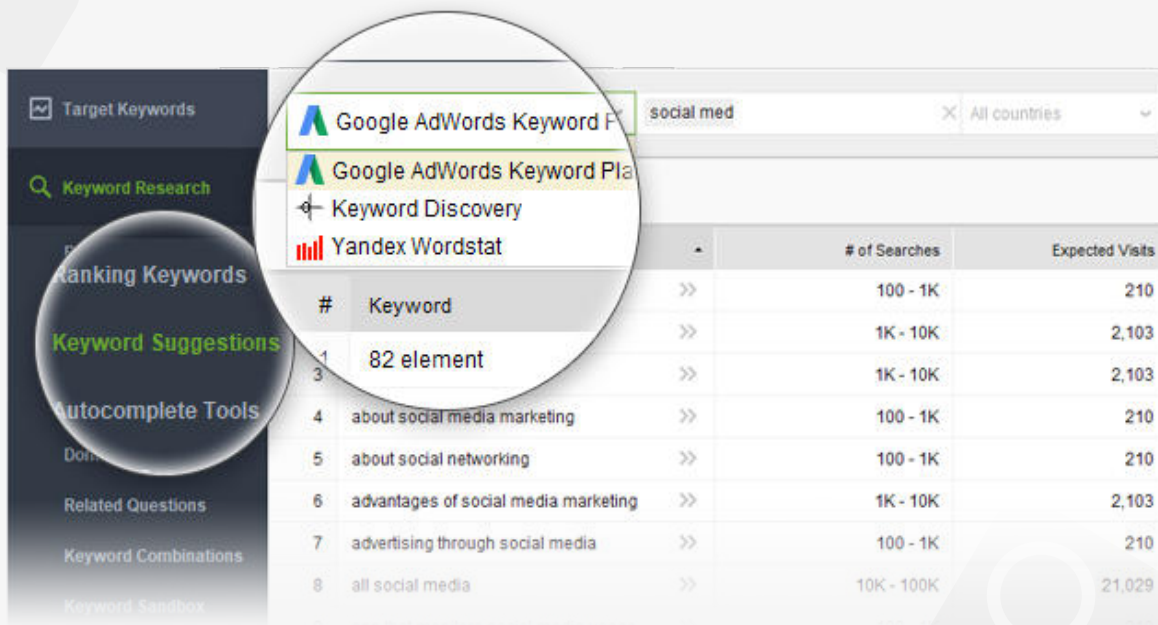 Target Keywords
Keyword Research
Ranking Keywords
Keyword Suggestions
Autocomplete Tools
Related Questions
Keyword Combinations
Keyword Sandbox
Google AdWords Keyword
Google AdWords Keyword Pla
Keyword Discovery
Yandex Wordstat
social med All countries
# Keyword # of Searches Expected Visits
1 82 element 100 - 1K 210
1K - 10K 2,103
3 1K - 10K 2,103
4 about social media marketing 100 - 1K 210
5 about social networking 100 - 1K 210
6 advantages of social media marketing 1K - 10K 2,103
7 advertising through social media 100 - 1K 210
8 all social media 10K - 100K 21,029